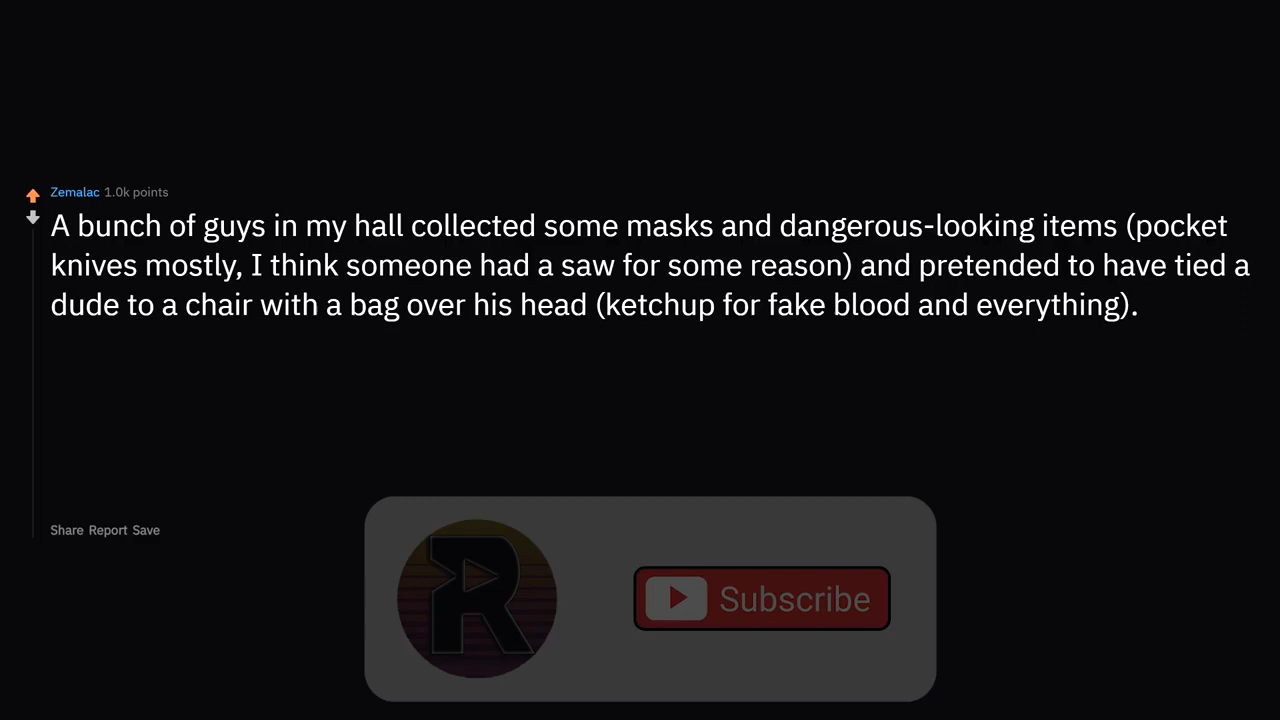 Zemalac 1.0k points
A bunch of guys in my hall collected some masks and dangerous-looking items (pocket
knives mostly, I think someone had a saw for some reason) and pretended to have tied a
dude to a chair with a bag over his head (ketchup for fake blood and everything).
Share Report Save
R
Subscribe